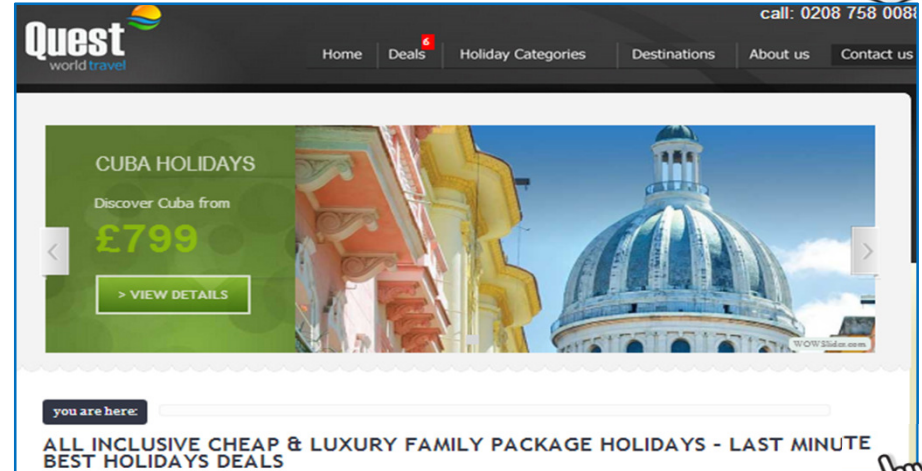 call: 0208 758 008
Quest
world travel
Home Deals 6 Holiday Categories Destinations About us Contact us
CUBA HOLIDAYS
Discover Cuba from
£799
> VIEW DETAILS
WOWSlider.com
you are here:
ALL INCLUSIVE CHEAP & LUXURY FAMILY PACKAGE HOLIDAYS - LAST MINUTE
BEST HOLIDAYS DEALS